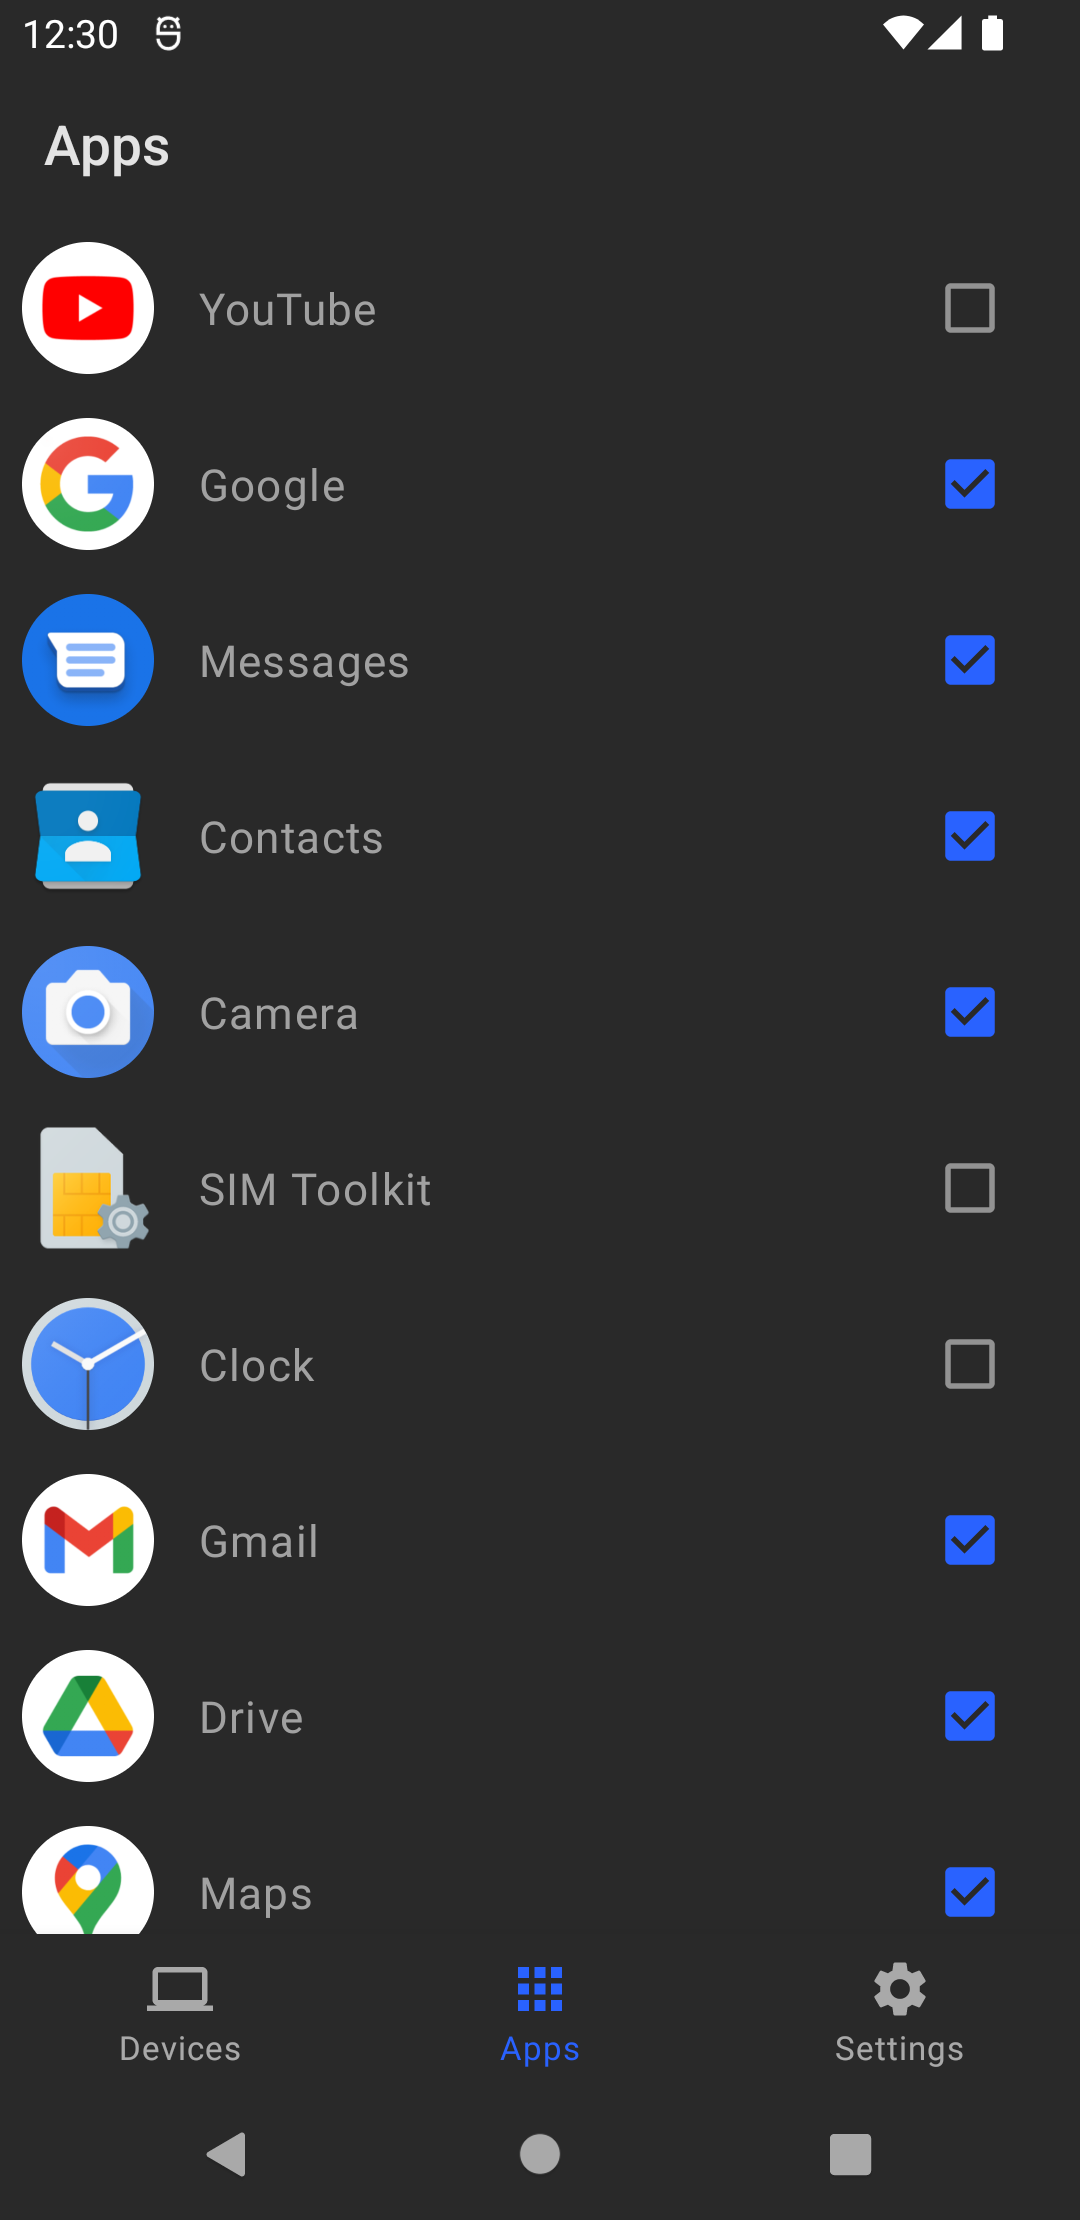 12:30
Apps
YouTube
Google
Messages
Contacts
Camera
SIM Toolkit
Clock
Gmail
Drive
Maps
Devices
Apps
Settings